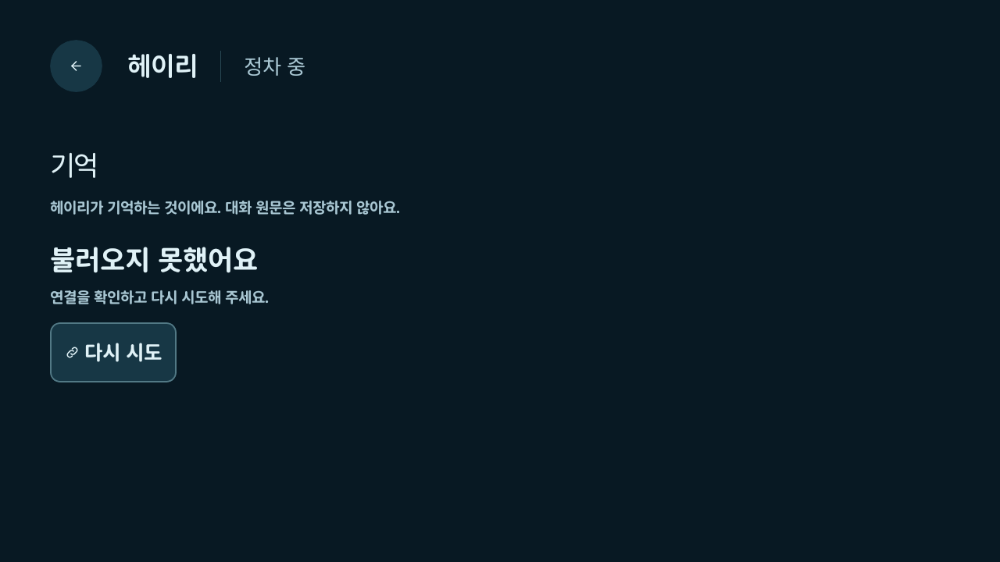 헤이리
정차 중
기억
헤이리가 기억하는 것이에요. 대화 원문은 저장하지 않아요.
불러오지 못했어요
연결을 확인하고 다시 시도해 주세요.
다시 시도